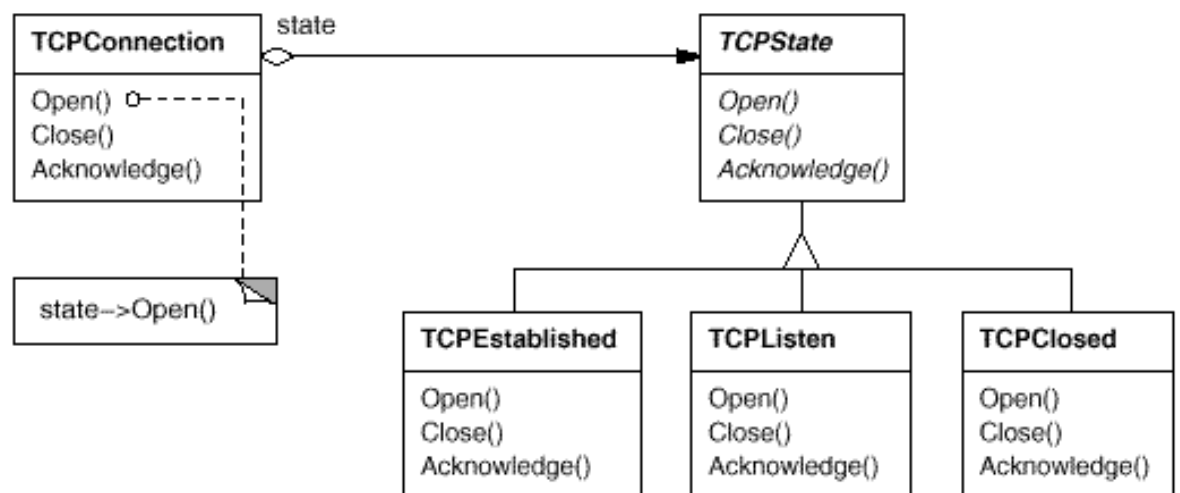 state
TCPConnection
Open()
Close()
Acknowledge()
TCPState
Open()
Close()
Acknowledge()
state−>Open()
TCPEstablished
Open()
Close()
Acknowledge()
TCPListen
Open()
Close()
Acknowledge()
TCPClosed
Open()
Close()
Acknowledge()